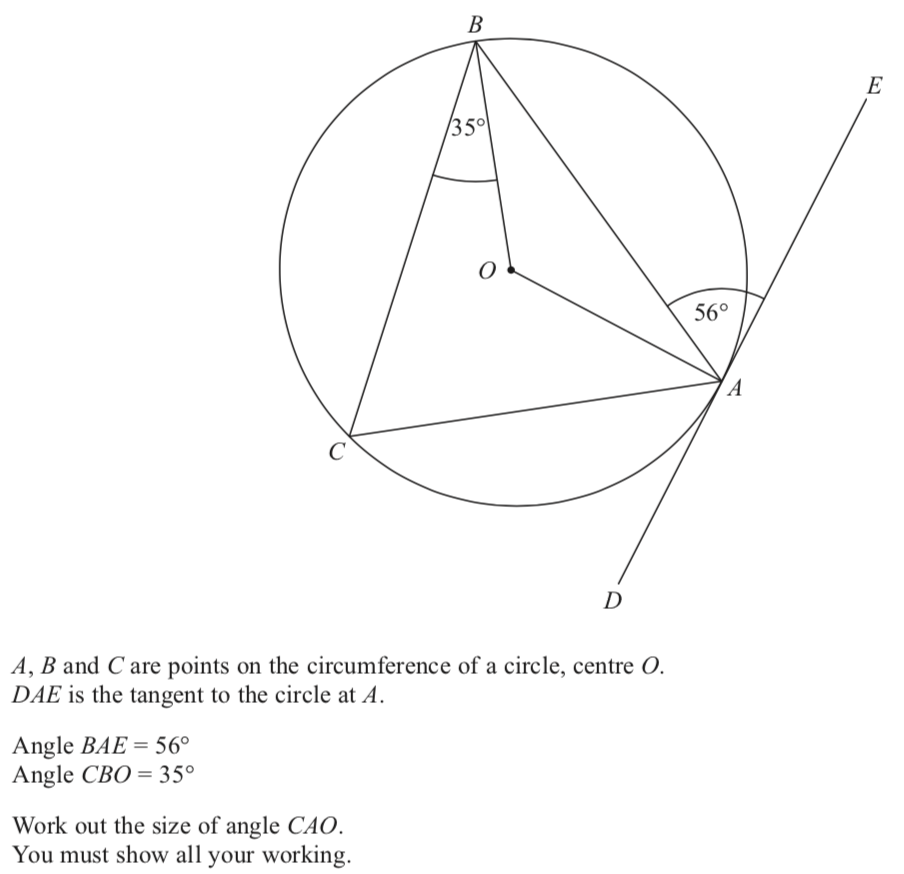 B
E
35°
O
56°
A
C
D
A, B and C are points on the circumference of a circle, centre O.
DAE is the tangent to the circle at A.
Angle BAE = 56°
Angle CBO = 35°
Work out the size of angle CAO.
You must show all your working.